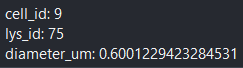 cell_id: 9
lys_id: 75
diameter_um: 0.6001229423284531